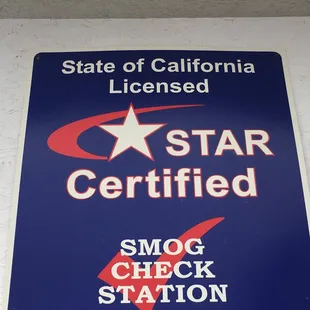 State of California
Licensed
STAR
Certified
SMOG
CHECK
STATION